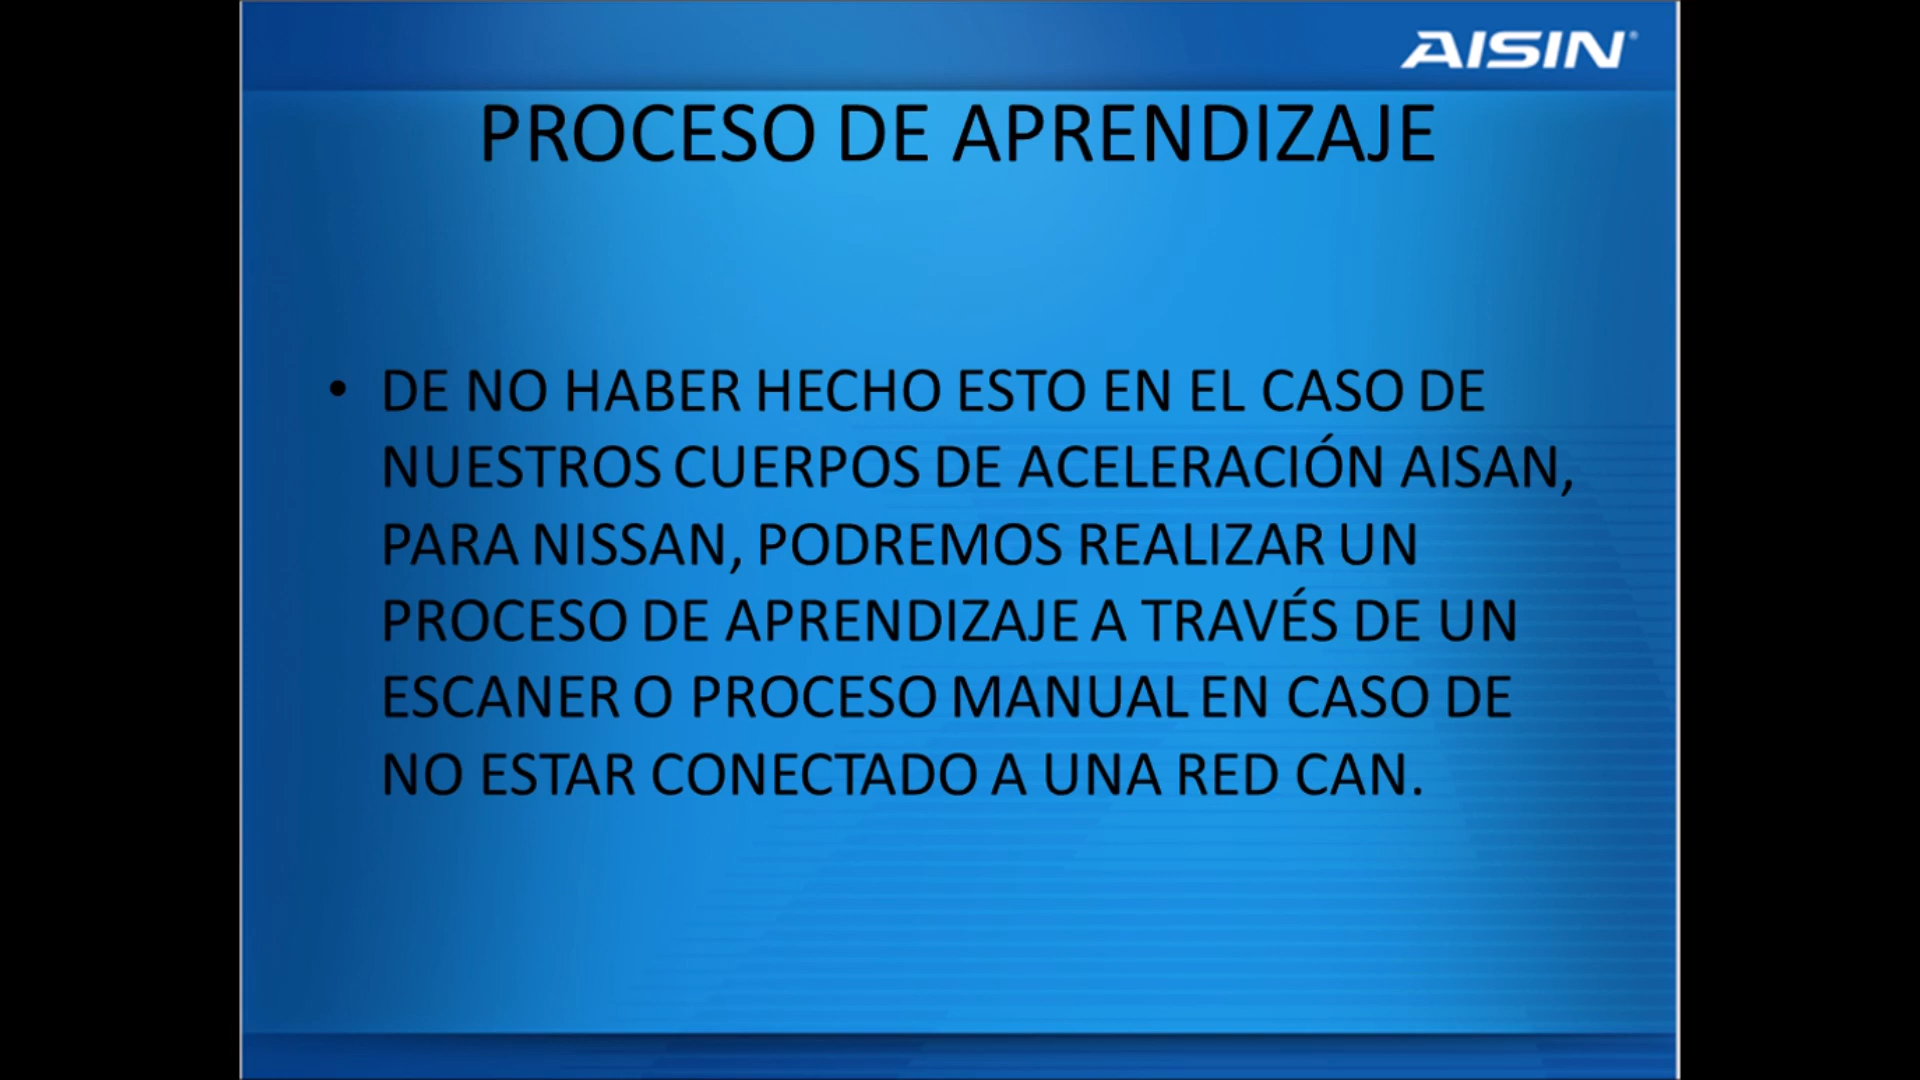 AISIN®
PROCESO DE APRENDIZAJE
• DE NO HABER HECHO ESTO EN EL CASO DE
NUESTROS CUERPOS DE ACELERACIÓN AISAN,
PARA NISSAN, PODREMOS REALIZAR UN
PROCESO DE APRENDIZAJE A TRAVÉS DE UN
ESCANER O PROCESO MANUAL EN CASO DE
NO ESTAR CONECTADO A UNA RED CAN.